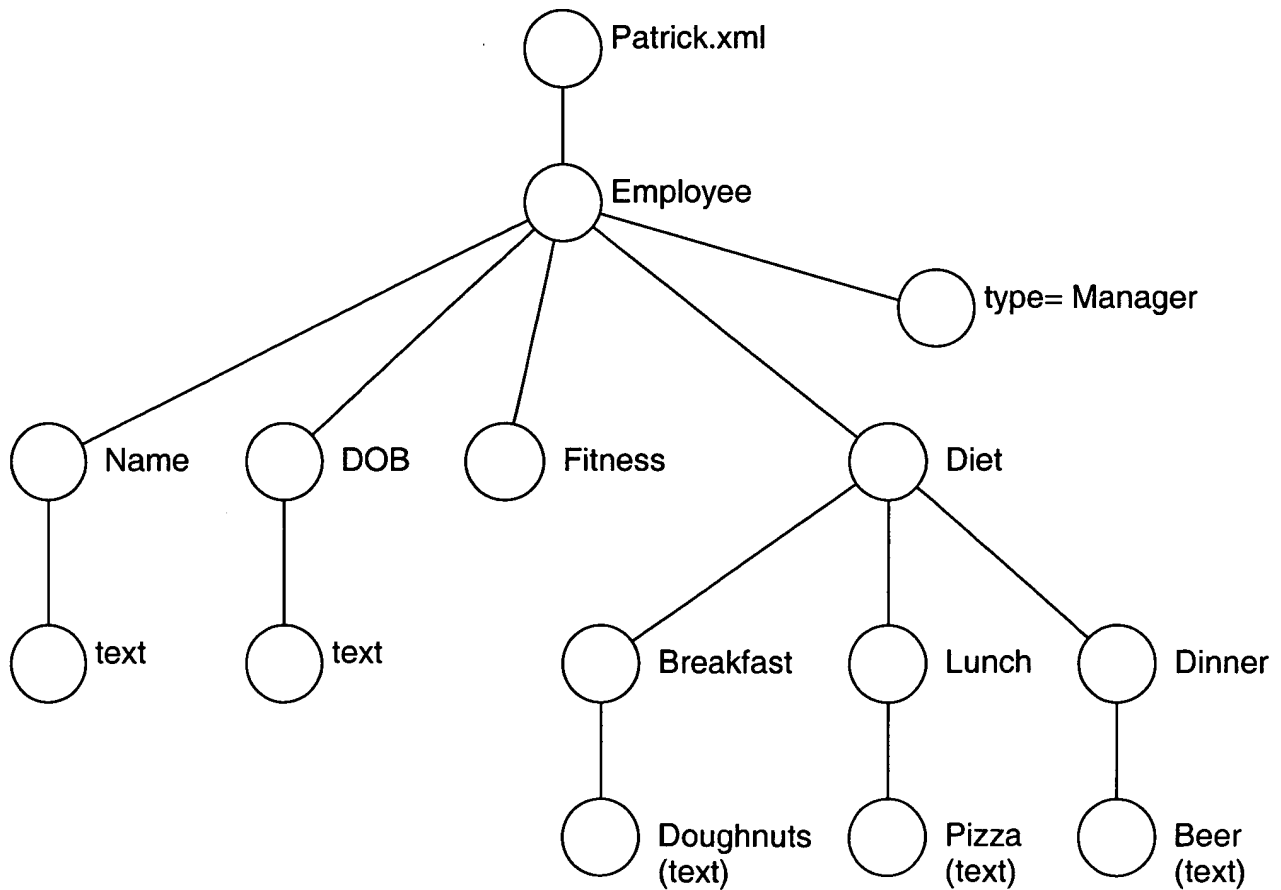 Patrick.xml
Employee
type= Manager
Name
DOB
Fitness
Diet
text
text
Breakfast
Lunch
Dinner
Doughnuts
(text)
Pizza
(text)
Beer
(text)